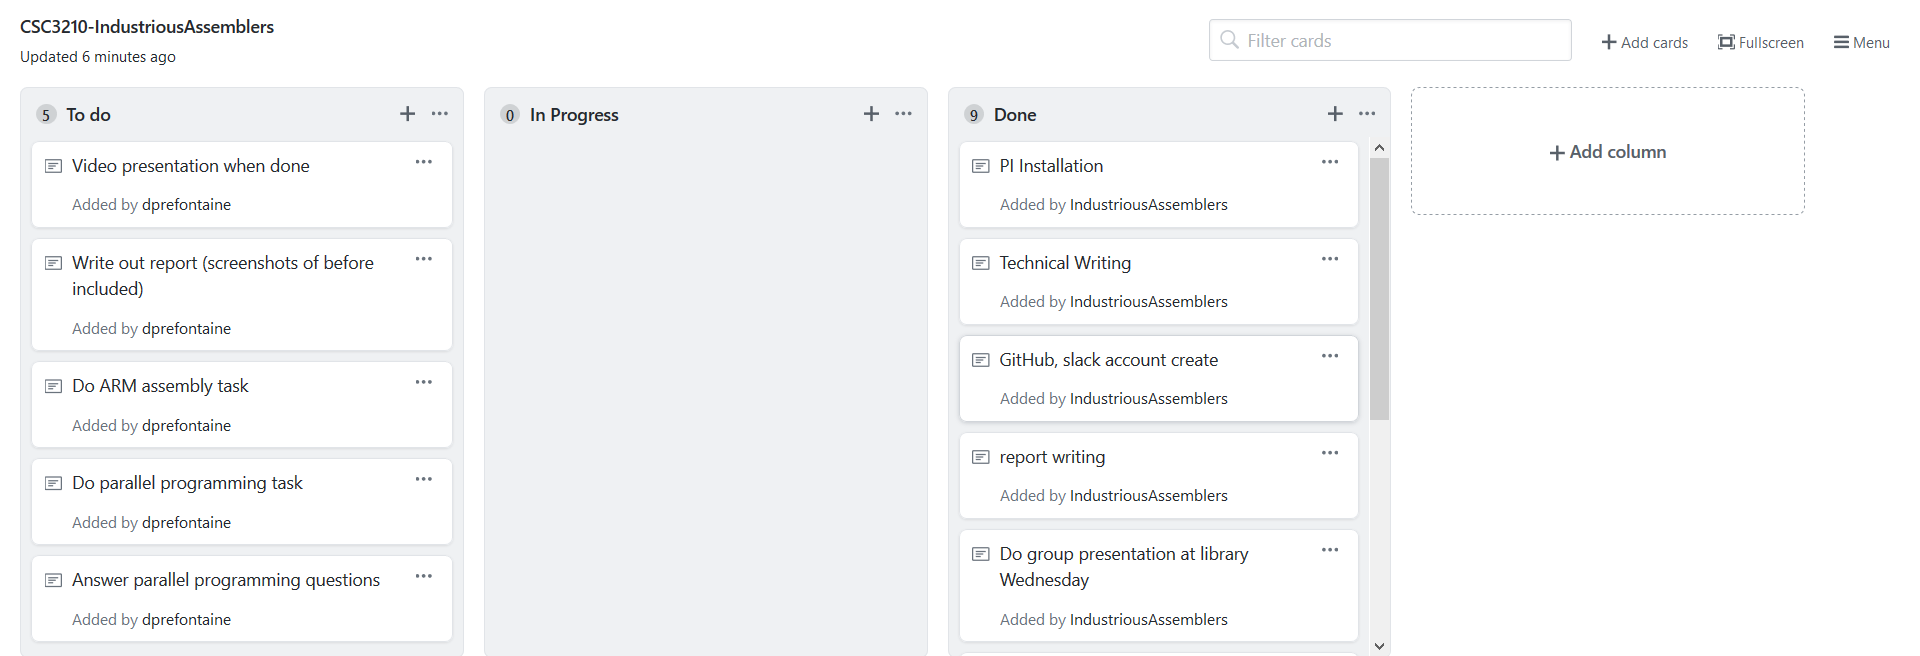 CSC3210-IndustriousAssemblers
Updated 6 minutes ago
Filter cards
Add cards
Fullscreen
Menu
5 To do
Video presentation when done
Added by dprefontaine
Write out report (screenshots of before
included)
Added by dprefontaine
Do ARM assembly task
Added by dprefontaine
Do parallel programming task
Added by dprefontaine
Answer parallel programming questions
Added by dprefontaine
0 In Progress
9 Done
PI Installation
Added by IndustriousAssemblers
Technical Writing
Added by IndustriousAssemblers
GitHub, slack account create
Added by IndustriousAssemblers
report writing
Added by IndustriousAssemblers
Do group presentation at library
Wednesday
Added by IndustriousAssemblers
Add column